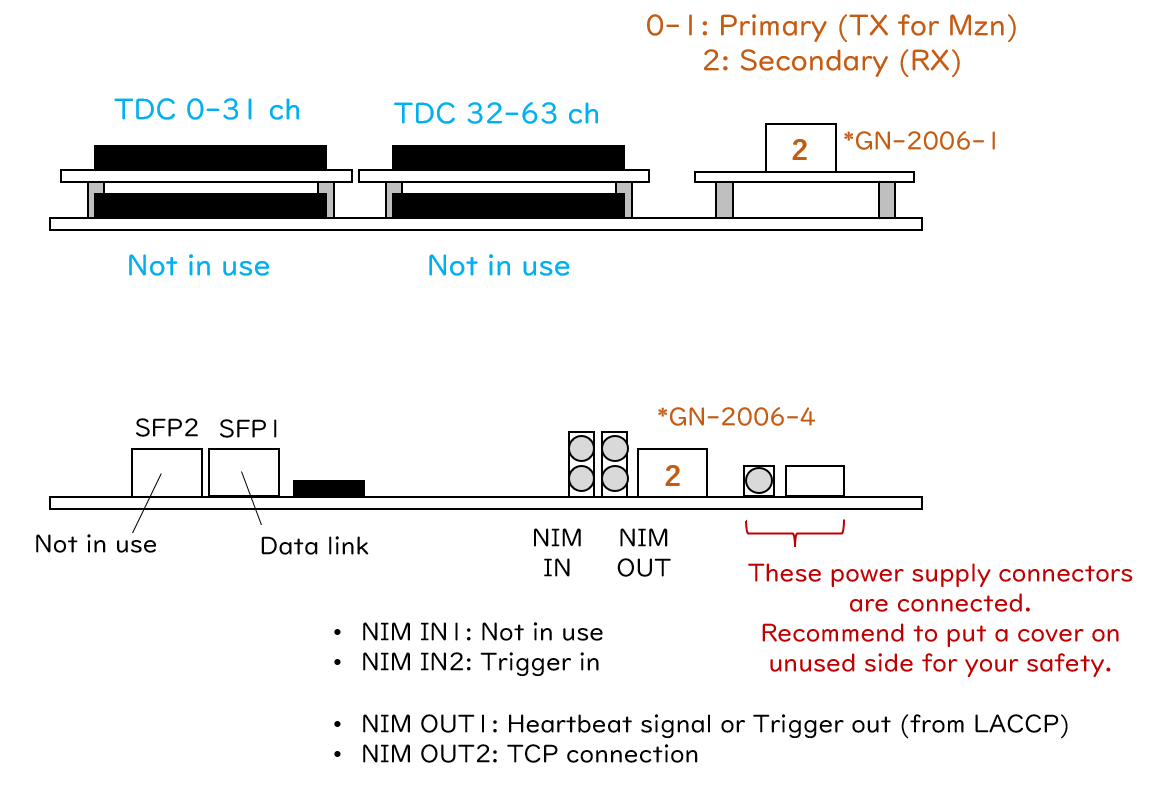 0-1: Primary (TX for Mzn)
2: Secondary (RX)
TDC 0-31 ch
TDC 32-63 ch
2
*GN-2006-1
Not in use
Not in use
*GN-2006-4
SFP2
SFP1
2
Not in use
Data link
NIM
IN
NIM
OUT
These power supply connectors
are connected.
Recommend to put a cover on
unused side for your safety.
• NIM IN1: Not in use
• NIM IN2: Trigger in
• NIM OUT1: Heartbeat signal or Trigger out (from LACCP)
• NIM OUT2: TCP connection